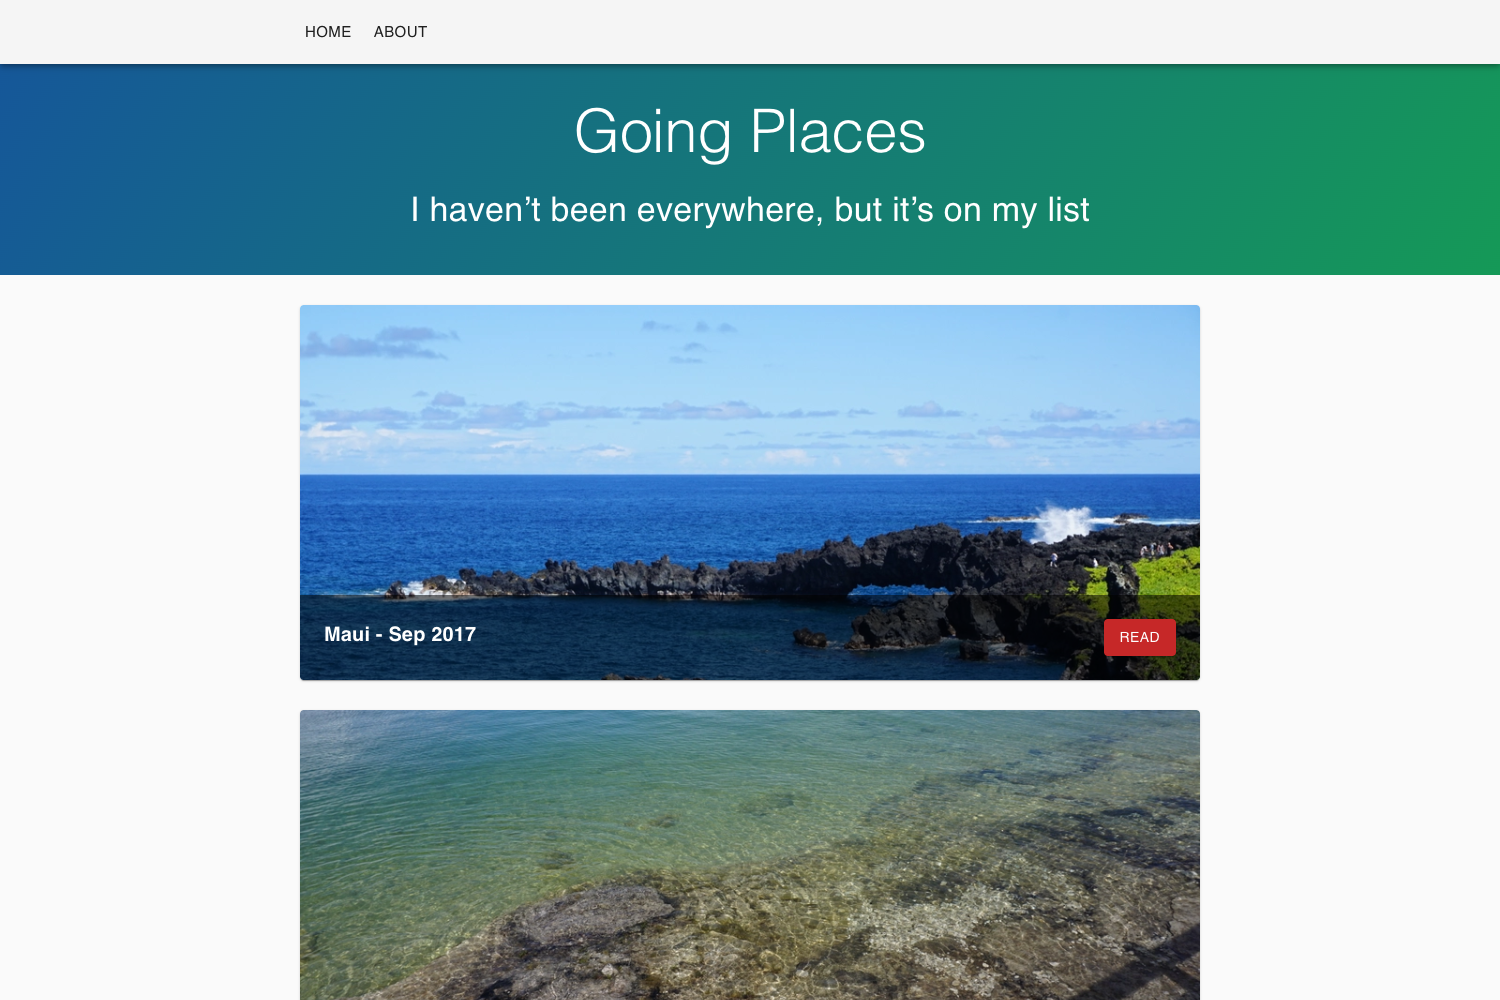 HOME ABOUT
Going Places
I haven’t been everywhere, but it’s on my list
Maui - Sep 2017
READ